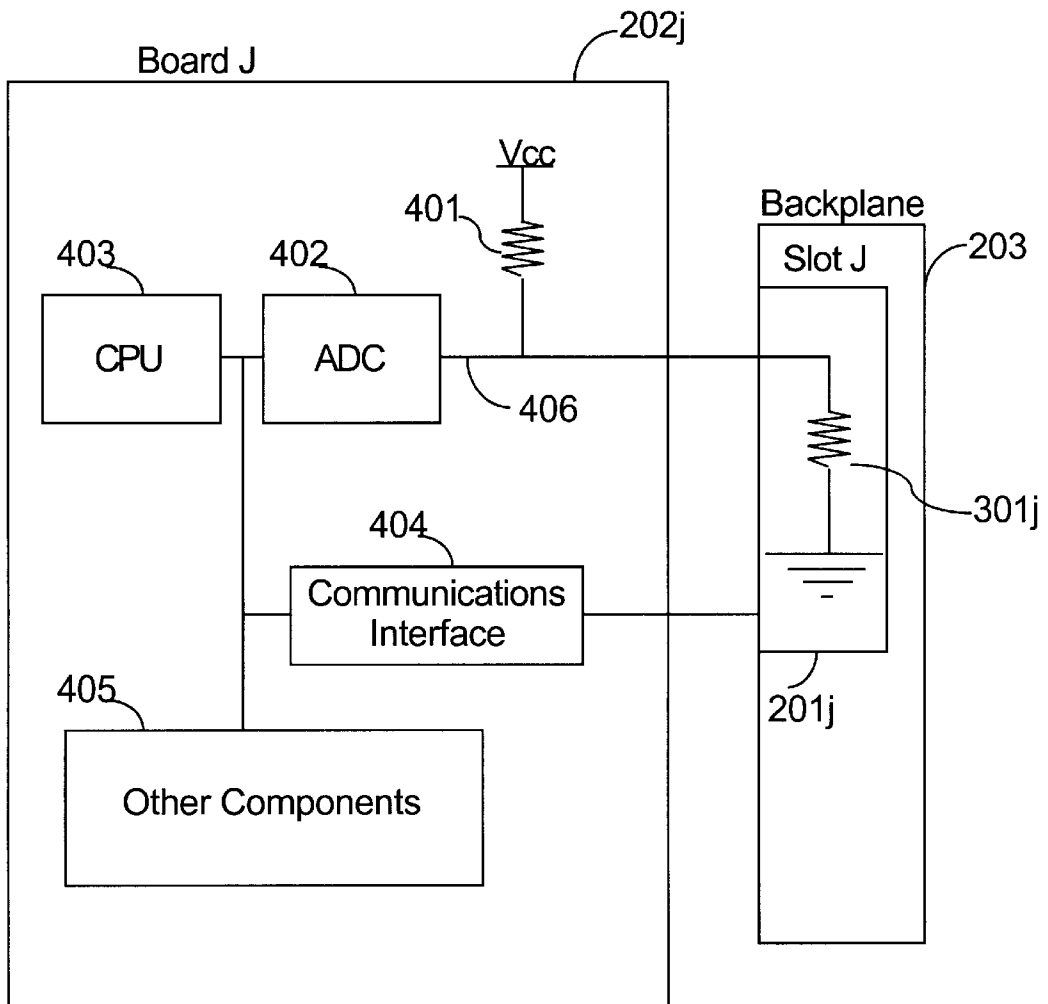 202j
Board J
Vcc
401
Backplane
203
Slot J
403
402
CPU
ADC
406
301j
404
Communications
Interface
201j
405
Other Components